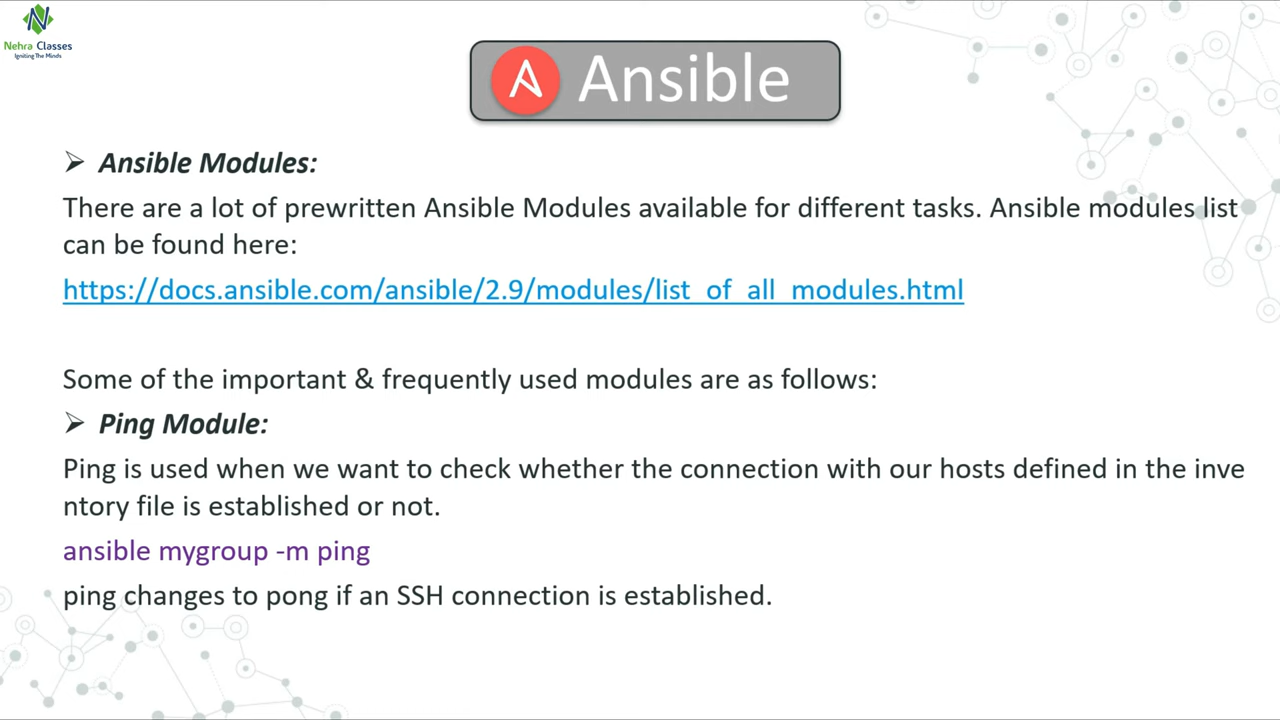 Nehra Classes
Igniting The Minds
Ansible
Ansible Modules:
There are a lot of prewritten Ansible Modules available for different tasks. Ansible modules list
can be found here:
https://docs.ansible.com/ansible/2.9/modules/list_of_all_modules.html
Some of the important & frequently used modules are as follows:
Ping Module:
Ping is used when we want to check whether the connection with our hosts defined in the inve
ntory file is established or not.
ansible mygroup -m ping
ping changes to pong if an SSH connection is established.